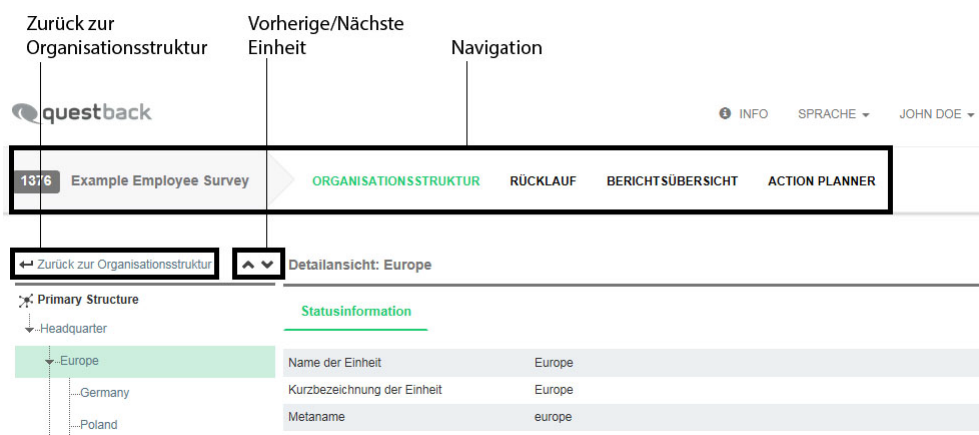 Zurück zur
Organisationsstruktur
Vorherige/Nächste
Einheit
Navigation
questback
INFO SPRACHE JOHN DOE
1376 Example Employee Survey ORGANISATIONSSTRUKTUR RÜCKLAUF BERICHTSÜBERSICHT ACTION PLANNER
Zurück zur Organisationsstruktur Detailansicht: Europe
Primary Structure
Statusinformation
Headquarter
Europe
Name der Einheit Europe
Germany
Kurzbezeichnung der Einheit Europe
Metaname europe
Poland